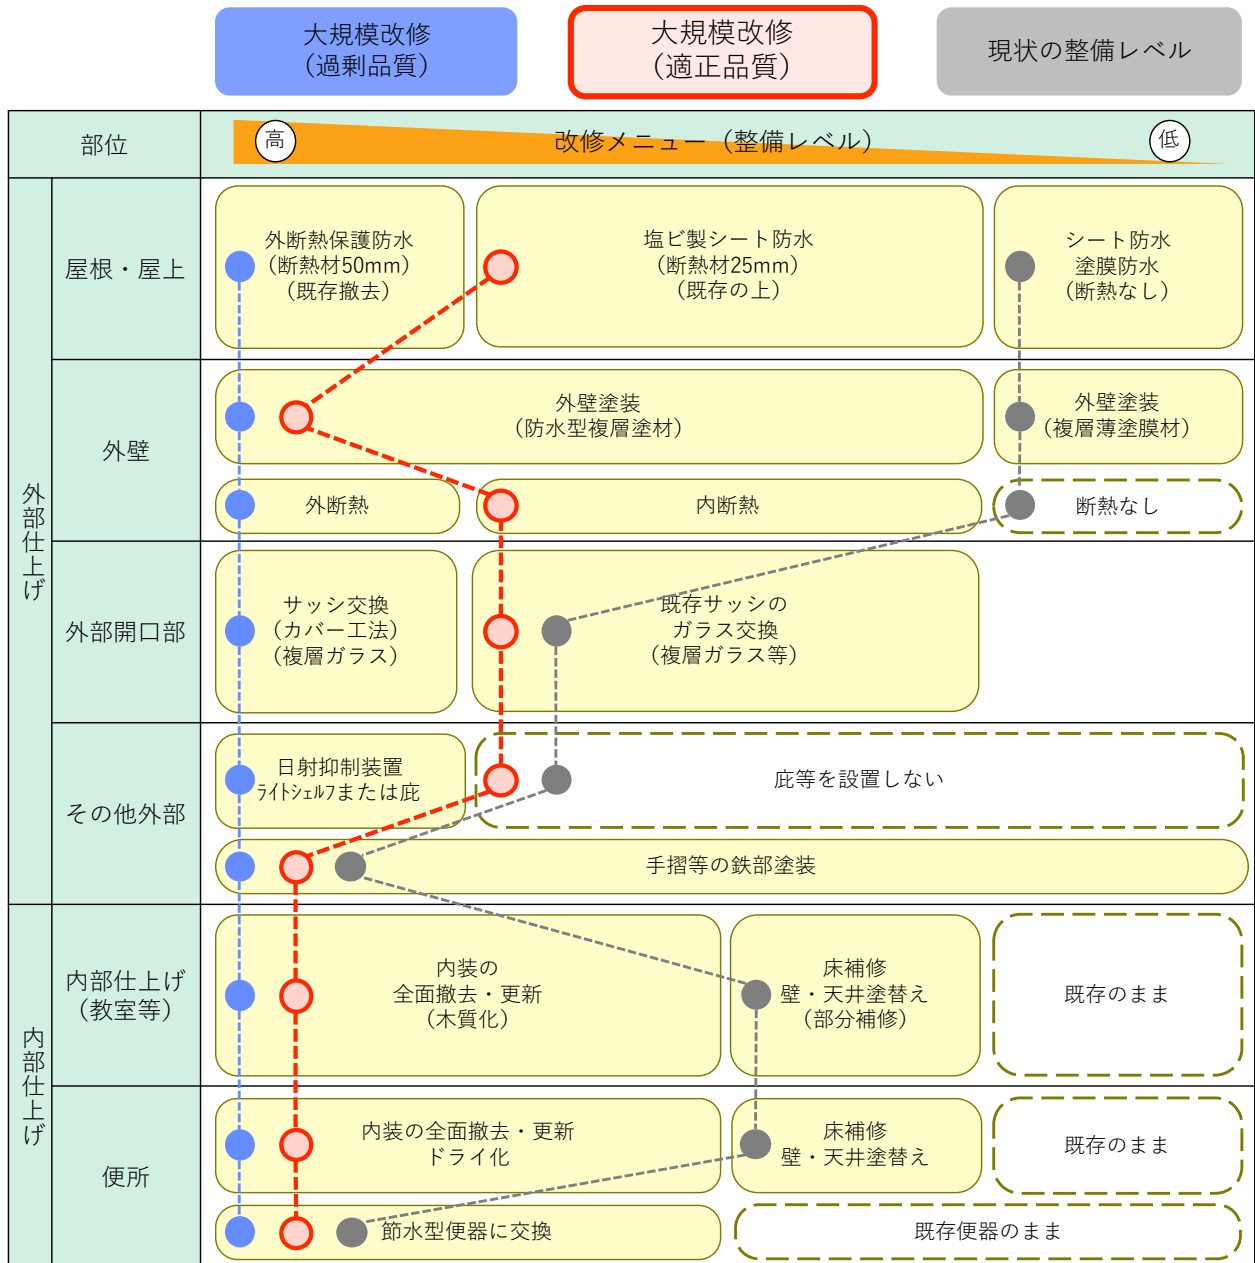 大規模改修
（過剰品質）
大規模改修
（適正品質）
現状の整備レベル
部位
高
改修メニュー（整備レベル）
低
外部仕上げ
屋根・屋上
外断熱保護防水
(断熱材50mm)
（既存撤去）
塩ビ製シート防水
(断熱材25mm)
（既存の上）
シート防水
塗膜防水
（断熱なし）
外壁
外壁塗装
（防水型複層塗材）
外壁塗装
（複層薄塗膜材）
外断熱
内断熱
断熱なし
外部開口部
サッシ交換
（カバー工法）
（複層ガラス）
既存サッシの
ガラス交換
（複層ガラス等）
その他外部
日射抑制装置
ﾗｲﾄｼｪﾙﾌまたは庇
庇等を設置しない
手摺等の鉄部塗装
内部仕上げ
内部仕上げ
（教室等）
内装の
全面撤去・更新
（木質化）
床補修
壁・天井塗替え
（部分補修）
既存のまま
便所
内装の全面撤去・更新
ドライ化
床補修
壁・天井塗替え
既存のまま
節水型便器に交換
既存便器のまま